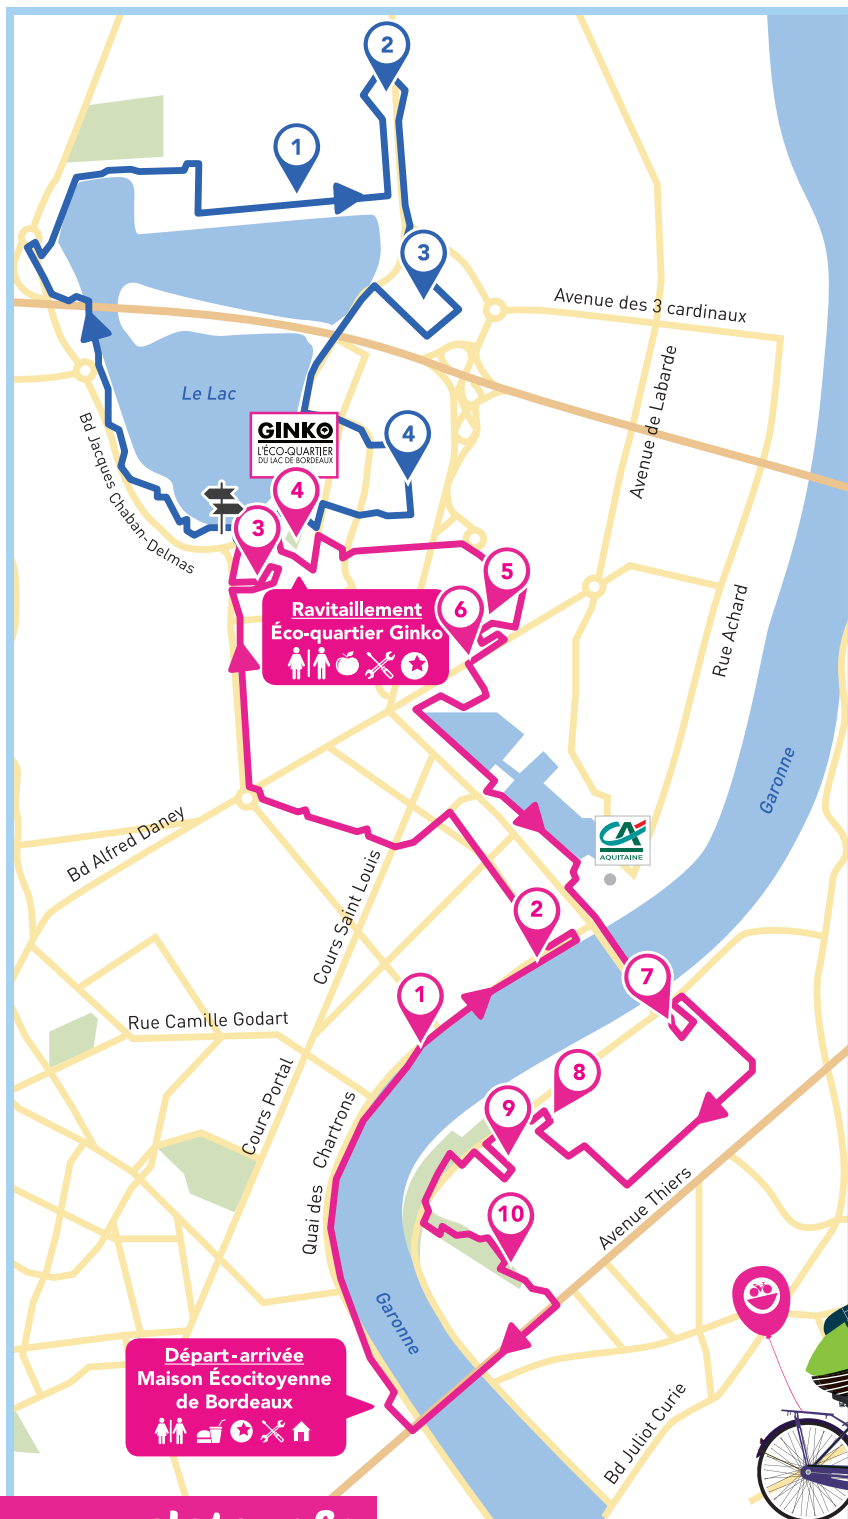 2
1
3
Avenue des 3 cardinaux
Le Lac
Avenue de Labarde
GINKO
L'ÉCO-QUARTIER
DU LAC DE BORDEAUX
4
Bd Jacques Chaban-Delmas
4
3
5
6
Ravitaillement
Éco-quartier Ginko
Rue Achard
Garonne
Bd Alfred Daney
CA
AQUITAINE
Cours Saint Louis
2
7
1
Rue Camille Godart
8
Cours Portal
9
Quai des Chartrons
10
Avenue Thiers
Garonne
Départ-arrivée
Maison Écocitoyenne
de Bordeaux
Bd Juliot Curie